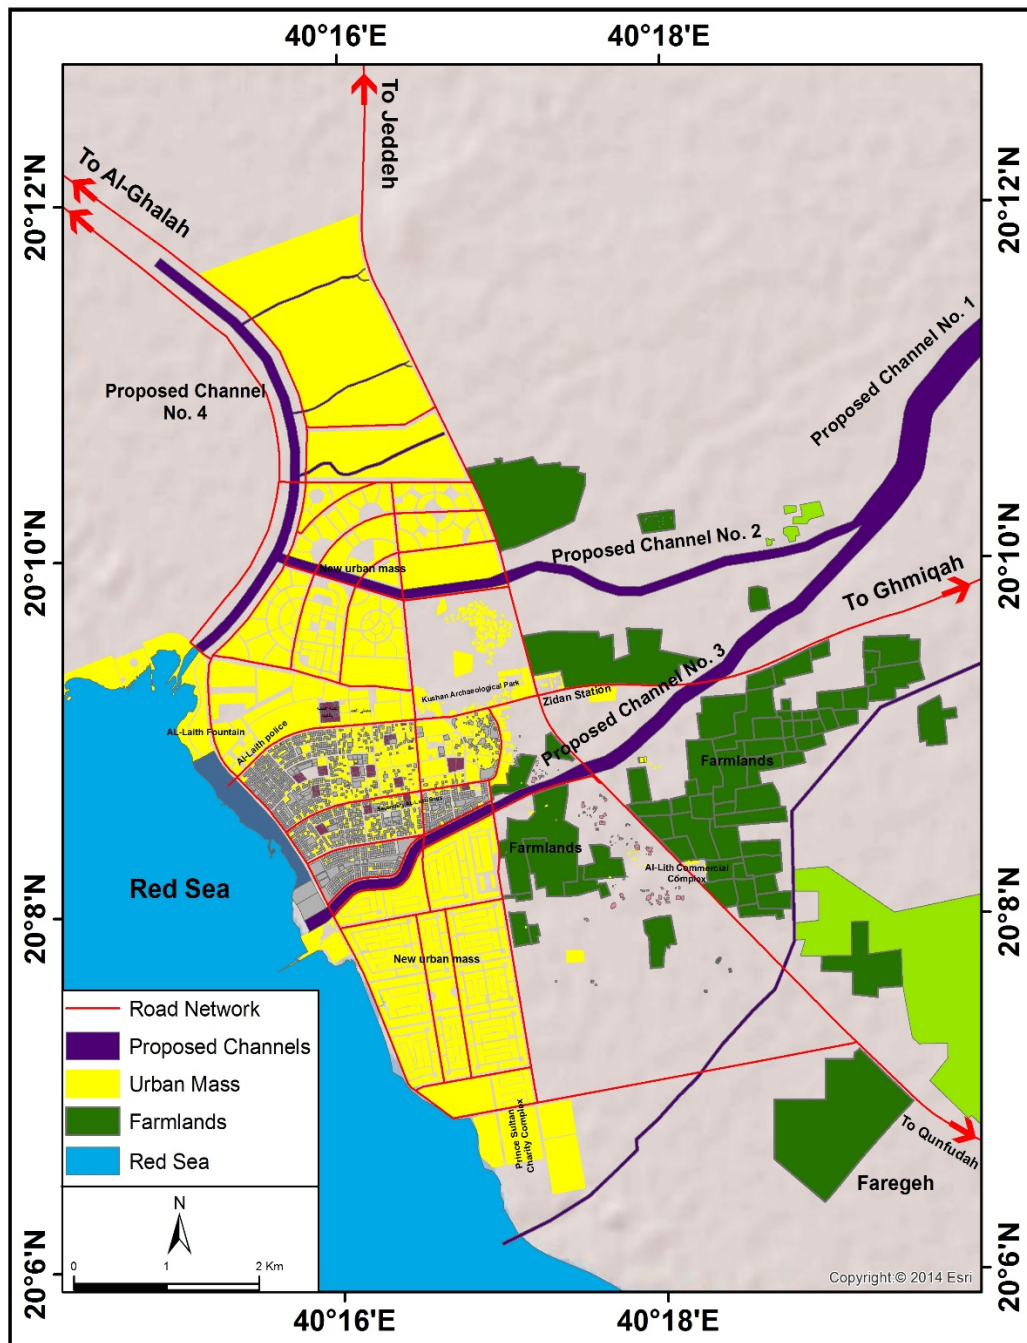 40°16'E
40°18'E
To Jeddeh
To Al-Ghalah
20°12'N
20°12'N
Proposed Channel No. 1
Proposed Channel
No. 4
Proposed Channel No. 2
20°10'N
20°10'N
New urban mass
To Ghmiqah
Proposed Channel No. 3
Kushan Archaeological Park
Zidan Station
AL-Laith Fountain
Al-Laith police
Farmlands
Farmlands
Al-Lith Commercial
Complex
Red Sea
20°8'N
20°8'N
New urban mass
Road Network
Proposed Channels
Urban Mass
Farmlands
Red Sea
Prince Sultan
Charity Complex
To Qunfudah
Faregeh
N
0
1
2 Km
20°6'N
20°6'N
Copyright:© 2014 Esri
40°16'E
40°18'E